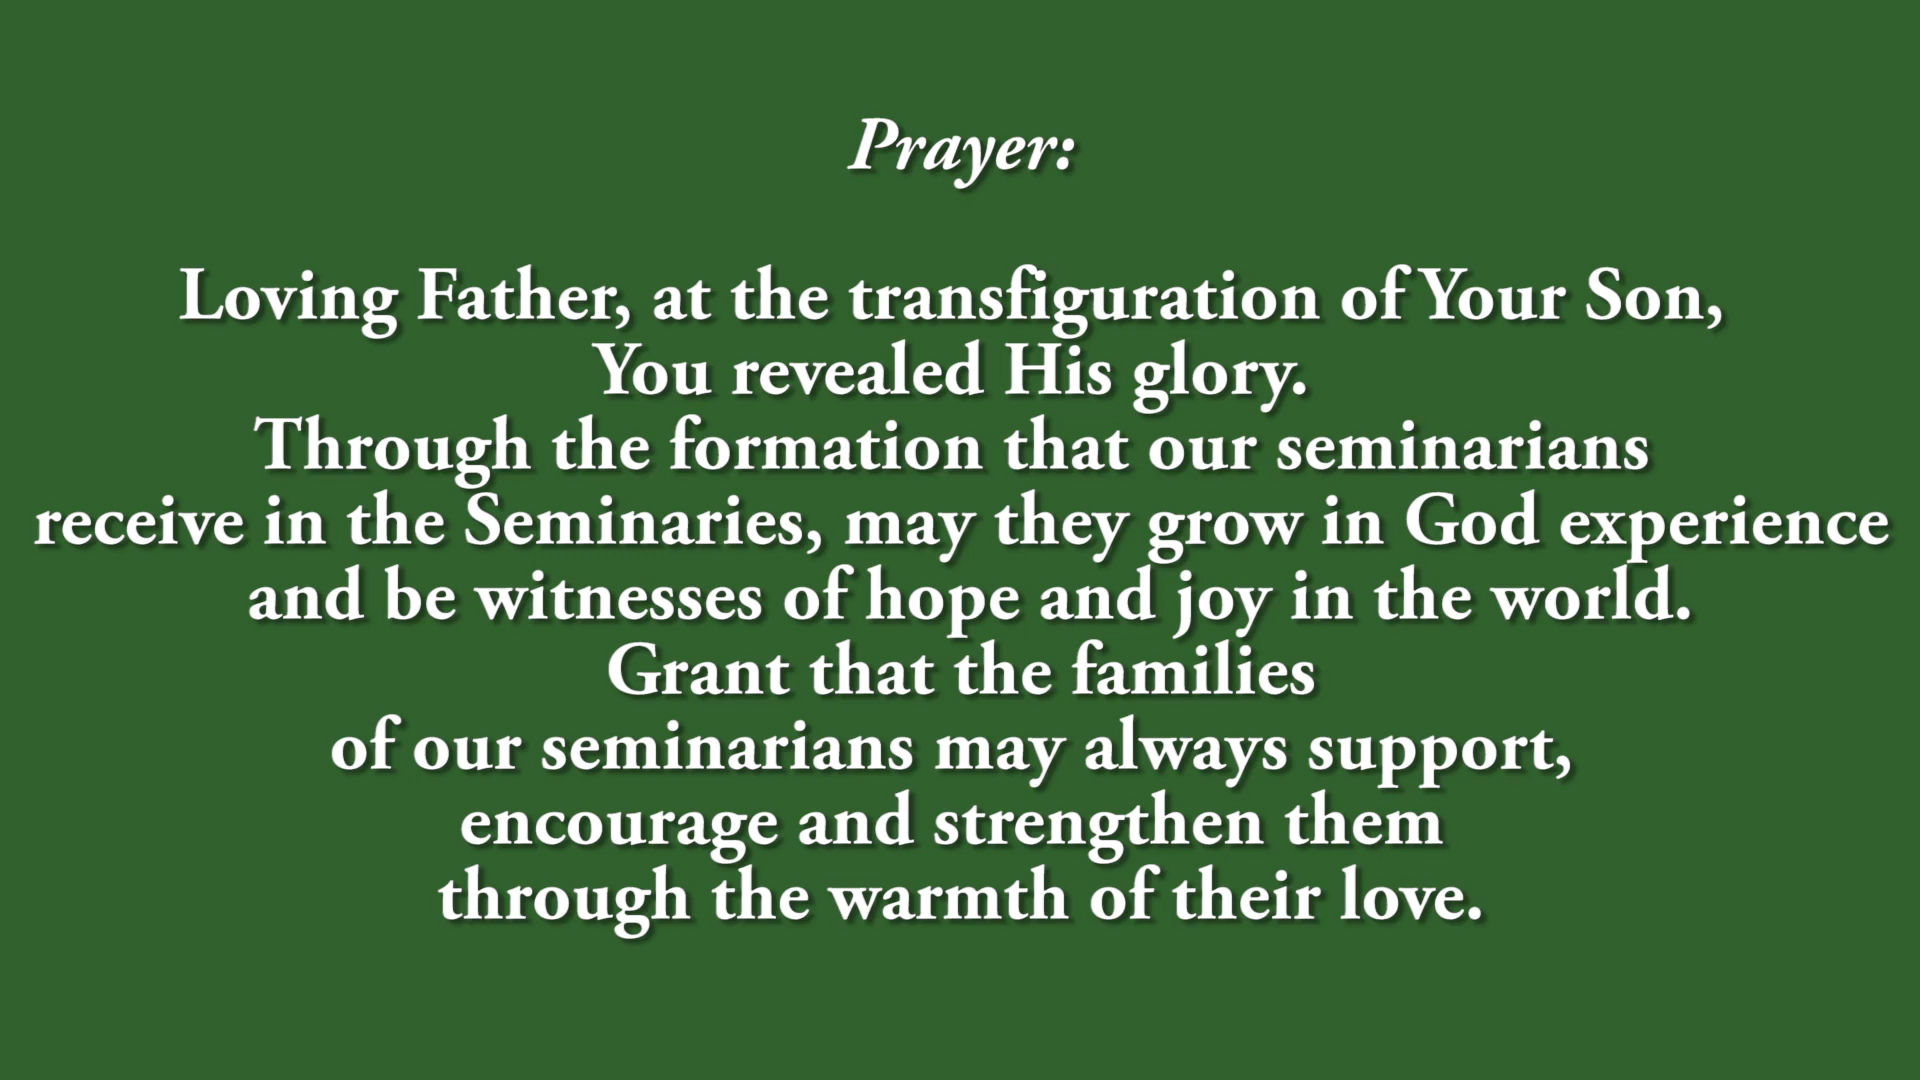 Prayer:
Loving Father, at the transfiguration of Your Son,
You revealed His glory.
Through the formation that our seminarians
receive in the Seminaries, may they grow in God experience
and be witnesses of hope and joy in the world.
Grant that the families
of our seminarians may always support,
encourage and strengthen them
through the warmth of their love.